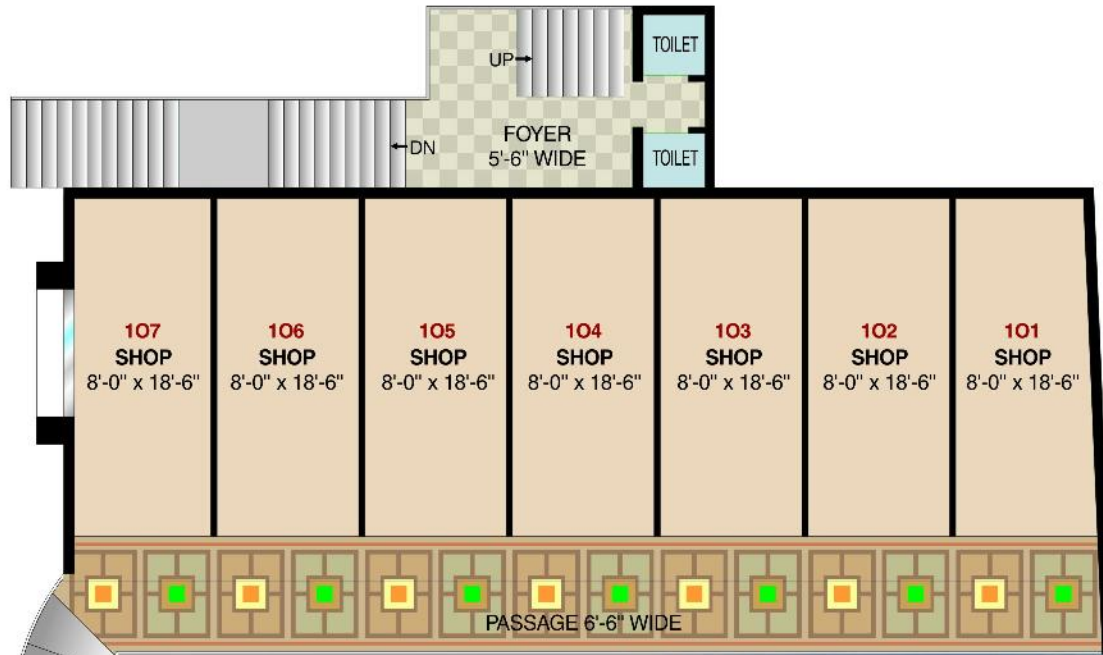 TOILET
UP
FOYER
5'-6" WIDE
DN
TOILET
107
SHOP
8'-0" x 18'-6"
106
SHOP
8'-0" x 18'-6"
105
SHOP
8'-0" x 18'-6"
104
SHOP
8'-0" x 18'-6"
103
SHOP
8'-0" x 18'-6"
102
SHOP
8'-0" x 18'-6"
101
SHOP
8'-0" x 18'-6"
PASSAGE 6'-6" WIDE